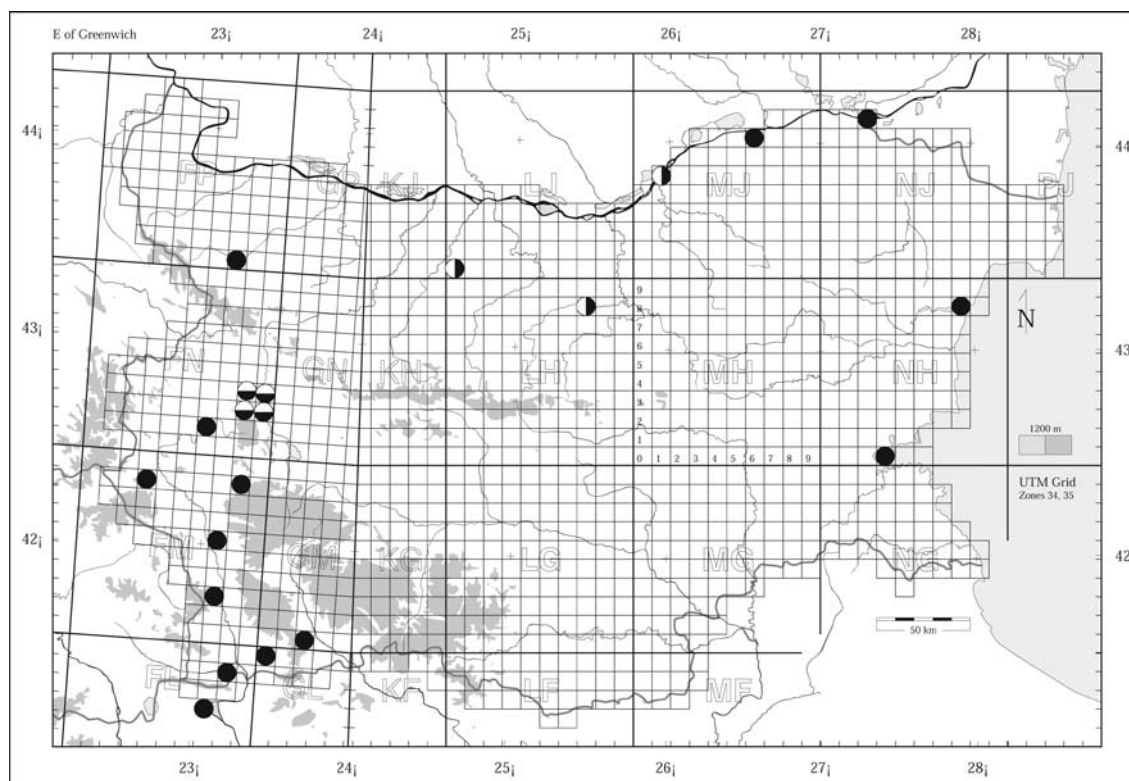 E of Greenwich
23¡ 24¡ 25¡ 26¡ 27¡ 28¡
44¡ 44
FP GP KJ LJ MJ NJ PJ
9
8
7
43¡ 6 43
FN GN KN LH 5 MH NH
4
3
2
1
0 1 2 3 4 5 6 7 8 9
N
1200 m
UTM Grid
Zones 34, 35
42¡ 42
FM GM KG LG MG NG
50 km
FL GL KF LF MF
23¡ 24¡ 25¡ 26¡ 27¡ 28¡